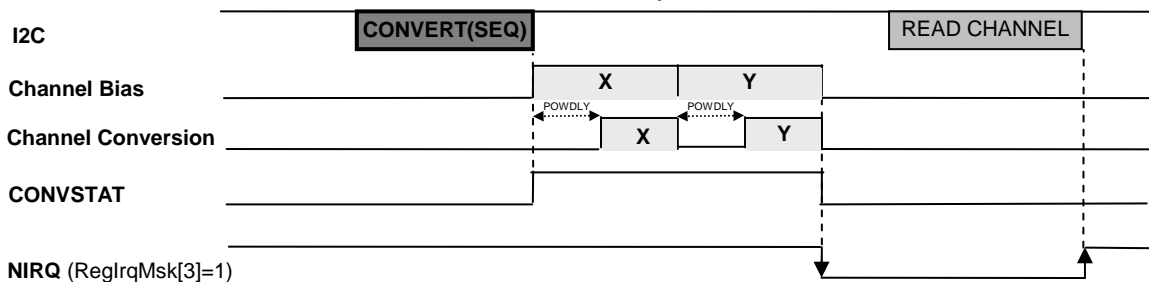 I2C CONVERT(SEQ) READ CHANNEL
Channel Bias X Y
POWDLY POWDLY
Channel Conversion X Y
CONVSTAT
NIRQ (RegIrqMsk[3]=1)